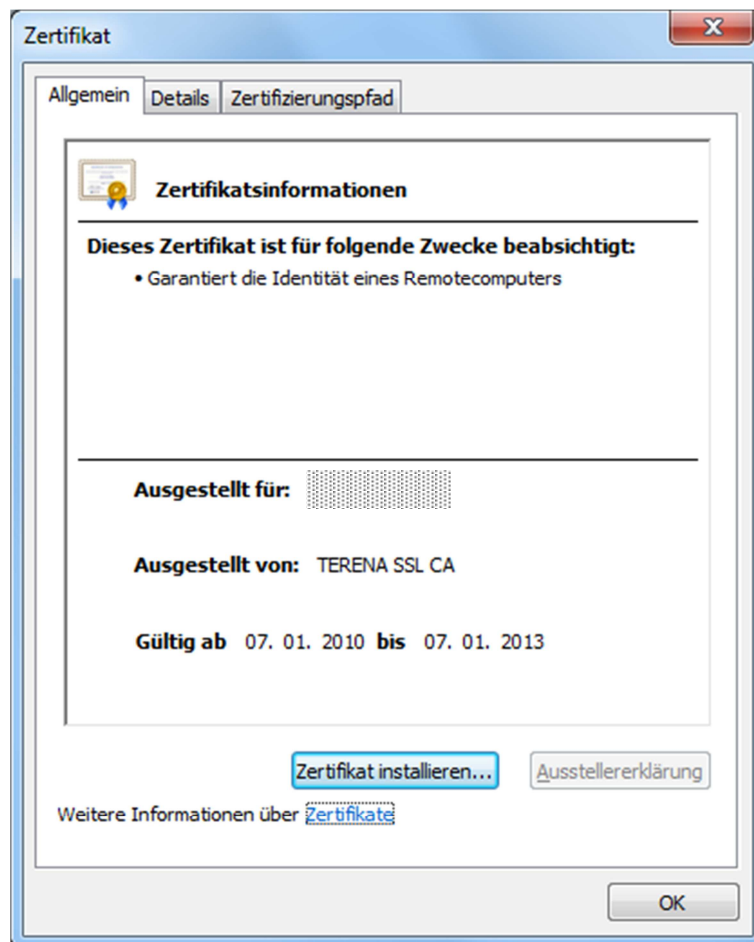 Zertifikat
Allgemein Details Zertifizierungspfad
Zertifikatsinformationen
Dieses Zertifikat ist für folgende Zwecke beabsichtigt:
• Garantiert die Identität eines Remotecomputers
Ausgestellt für:
Ausgestellt von: TERENA SSL CA
Gültig ab 07. 01. 2010 bis 07. 01. 2013
Zertifikat installieren... Ausstellererklärung
Weitere Informationen über Zertifikate
OK